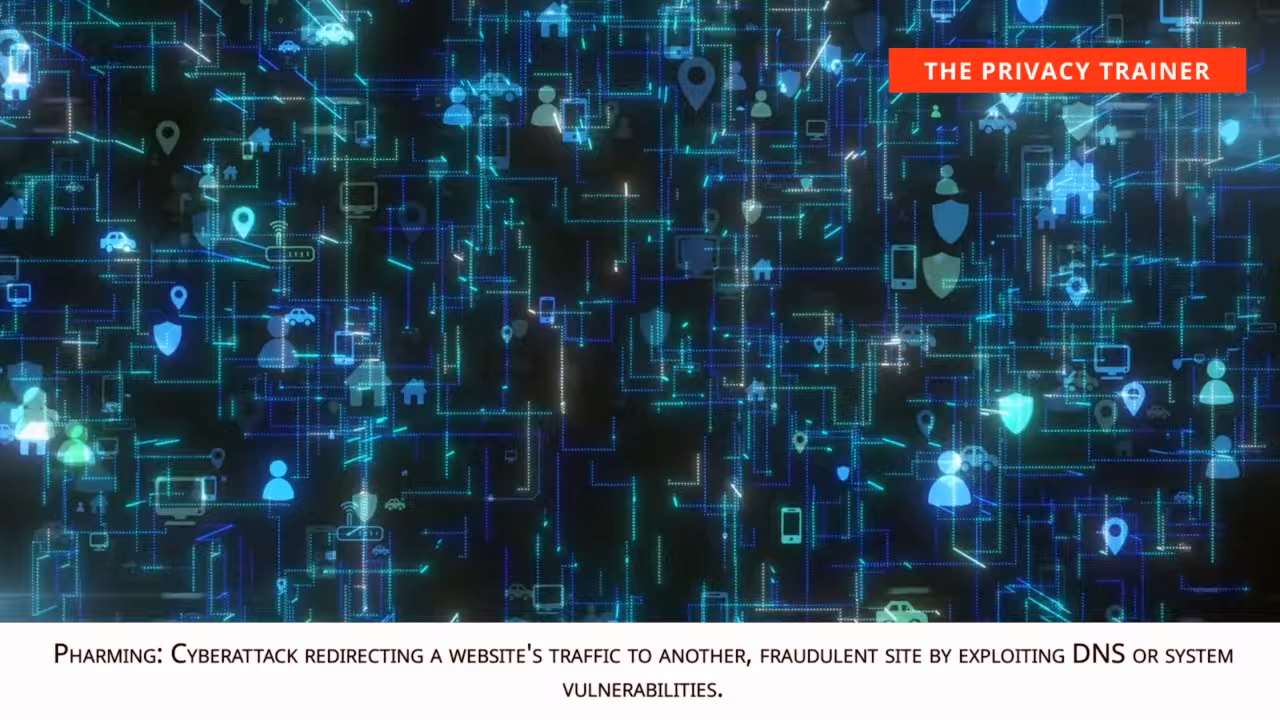 THE PRIVACY TRAINER
Pharming: Cyberattack redirecting a website's traffic to another, fraudulent site by exploiting DNS or system
vulnerabilities.